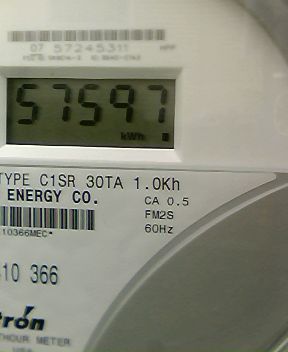 07 57245311
57597
kWh
TYPE C1SR 30TA 1.0Kh
ENERGY CO.
CA 0.5
FM2S
10366MEC
60Hz
10 366
tron
THOUR METER